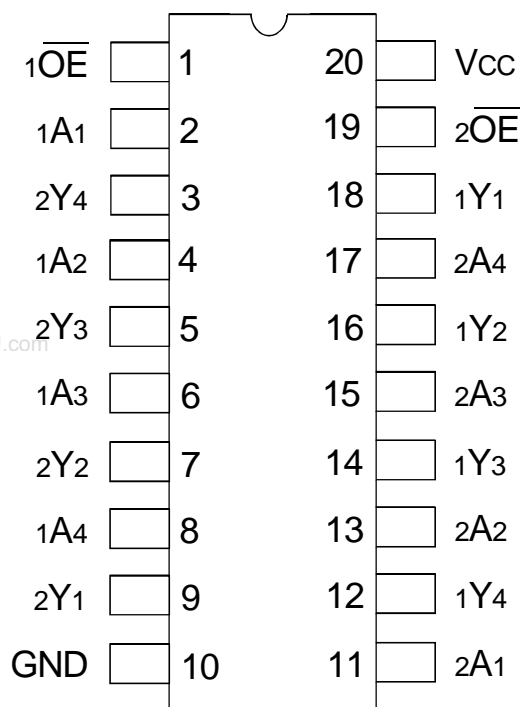 1OE 1 20 VCC
1A1 2 19 2OE
2Y4 3 18 1Y1
1A2 4 17 2A4
2Y3 5 16 1Y2
.com
1A3 6 15 2A3
2Y2 7 14 1Y3
1A4 8 13 2A2
2Y1 9 12 1Y4
GND 10 11 2A1